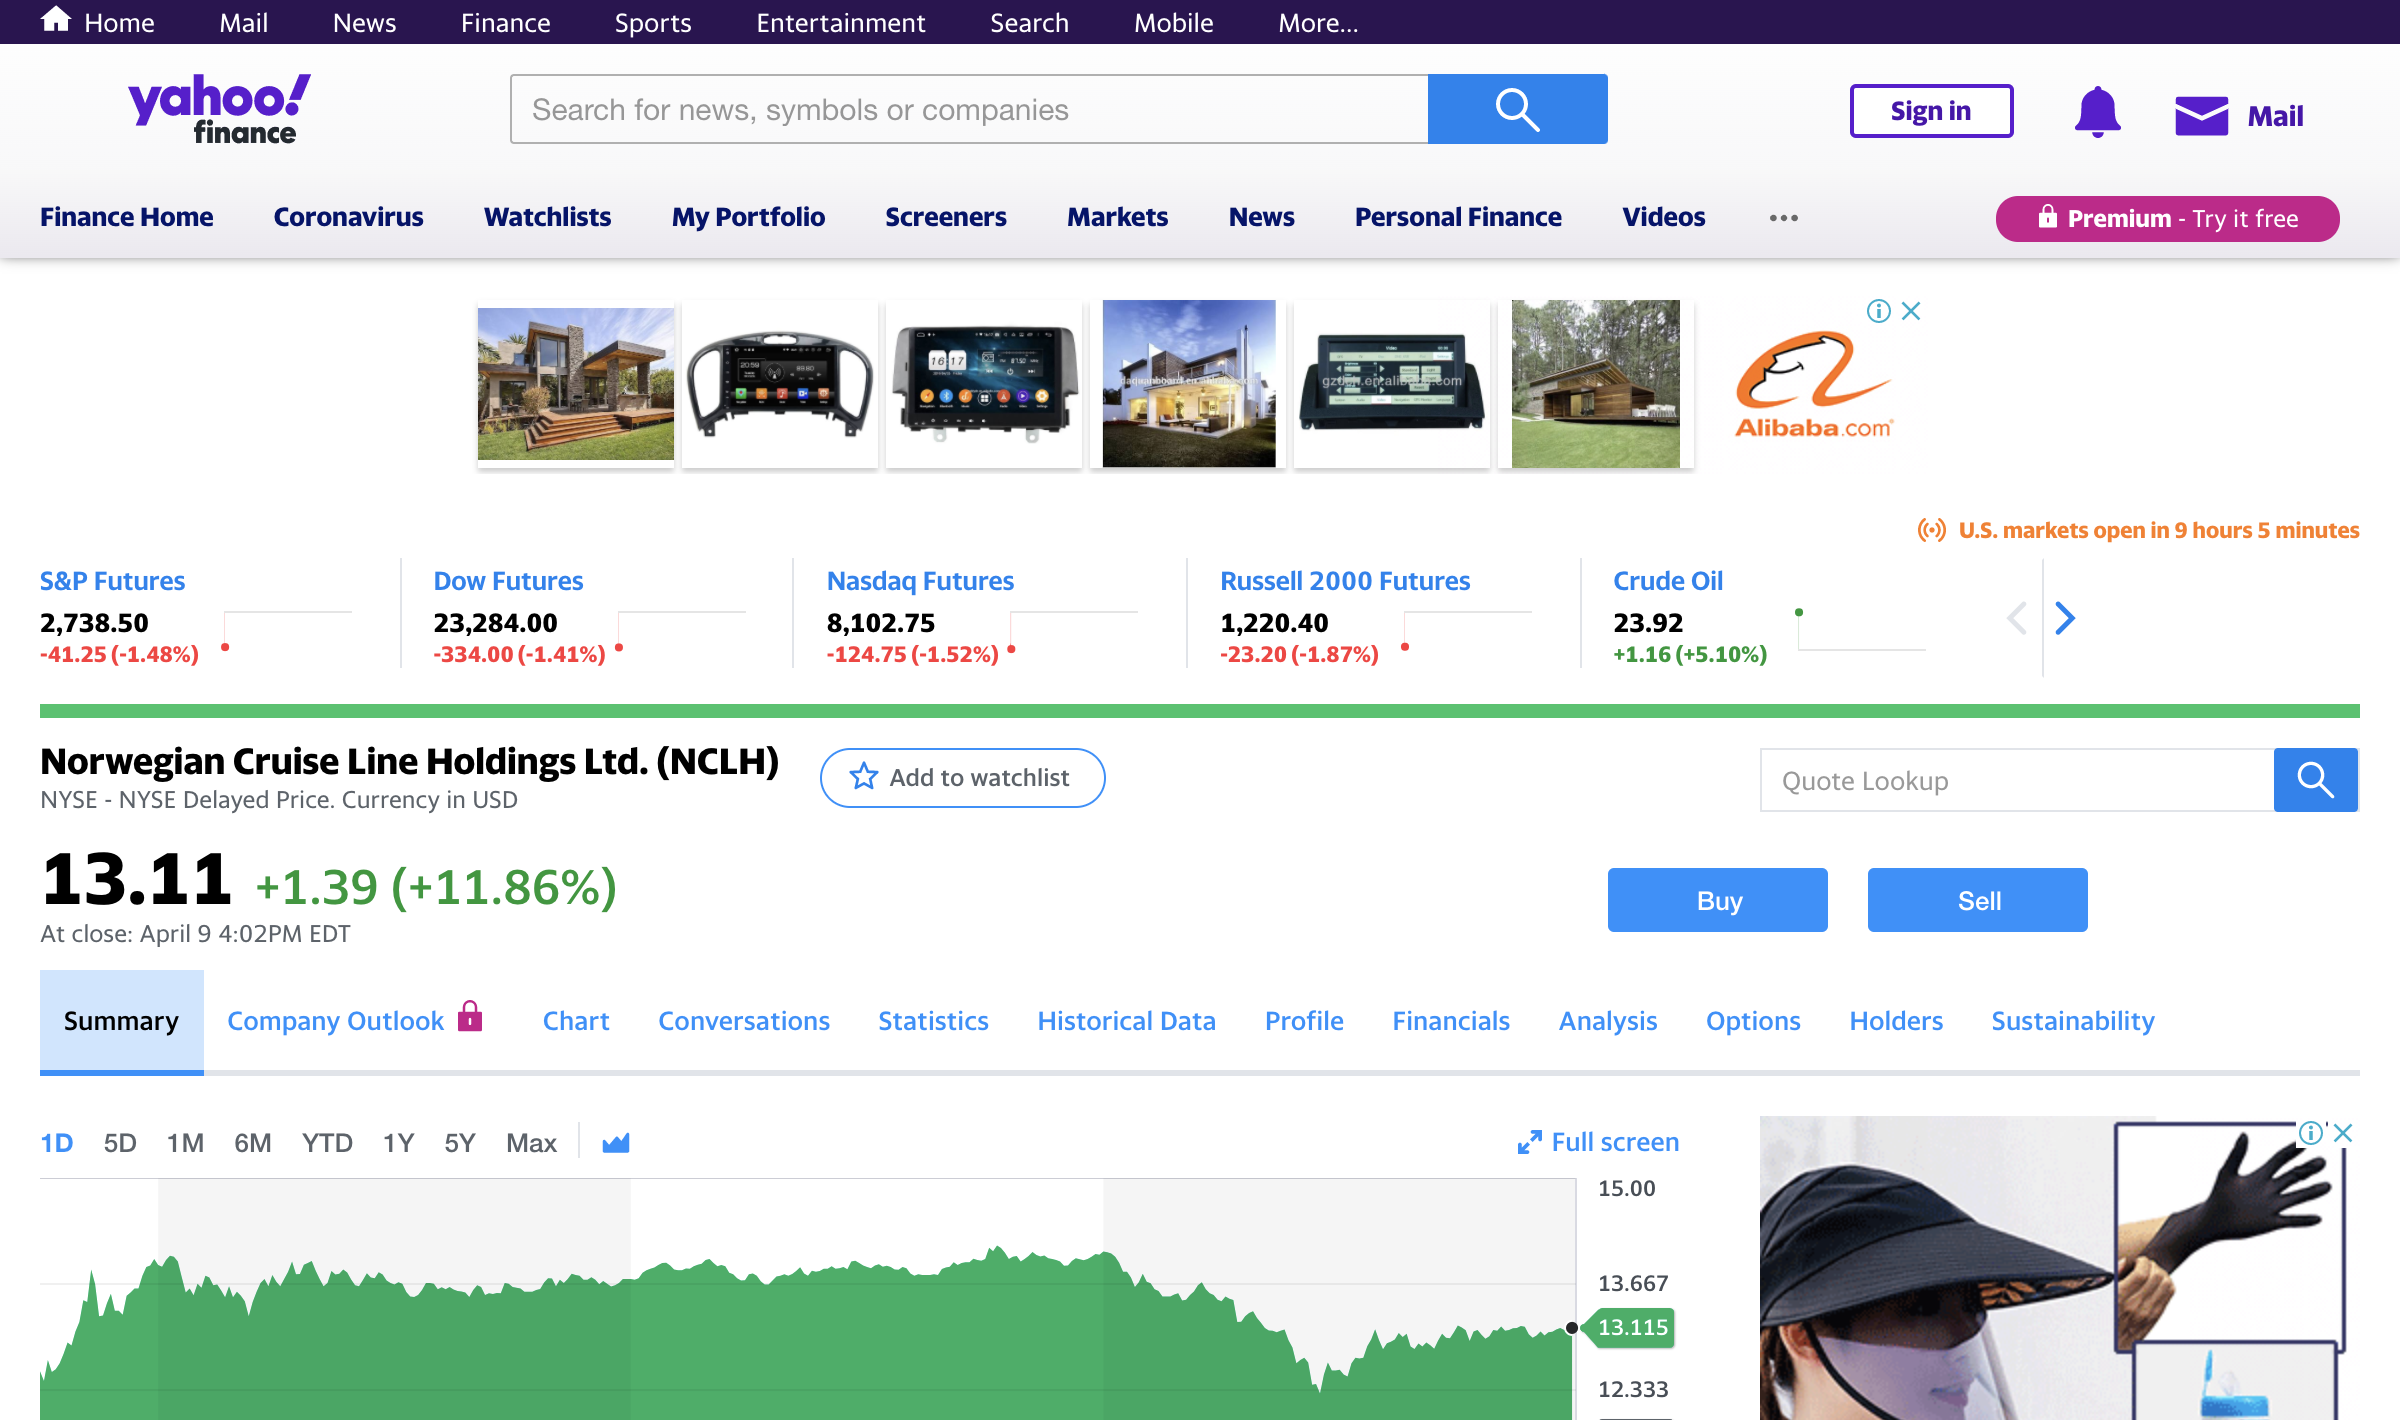 Home Mail News Finance Sports Entertainment Search Mobile More...
yahoo!
finance
Search for news, symbols or companies
Sign in
Mail
Finance Home Coronavirus Watchlists My Portfolio Screeners Markets News Personal Finance Videos •••
Premium - Try it free
Alibaba.com
U.S. markets open in 9 hours 5 minutes
S&P Futures
2,738.50
-41.25 (-1.48%)
Dow Futures
23,284.00
-334.00 (-1.41%)
Nasdaq Futures
8,102.75
-124.75 (-1.52%)
Russell 2000 Futures
1,220.40
-23.20 (-1.87%)
Crude Oil
23.92
+1.16 (+5.10%)
Norwegian Cruise Line Holdings Ltd. (NCLH)
NYSE - NYSE Delayed Price. Currency in USD
Add to watchlist
Quote Lookup
13.11 +1.39 (+11.86%)
At close: April 9 4:02PM EDT
Buy
Sell
Summary Company Outlook Chart Conversations Statistics Historical Data Profile Financials Analysis Options Holders Sustainability
1D 5D 1M 6M YTD 1Y 5Y Max
Full screen
15.00
13.667
13.115
12.333